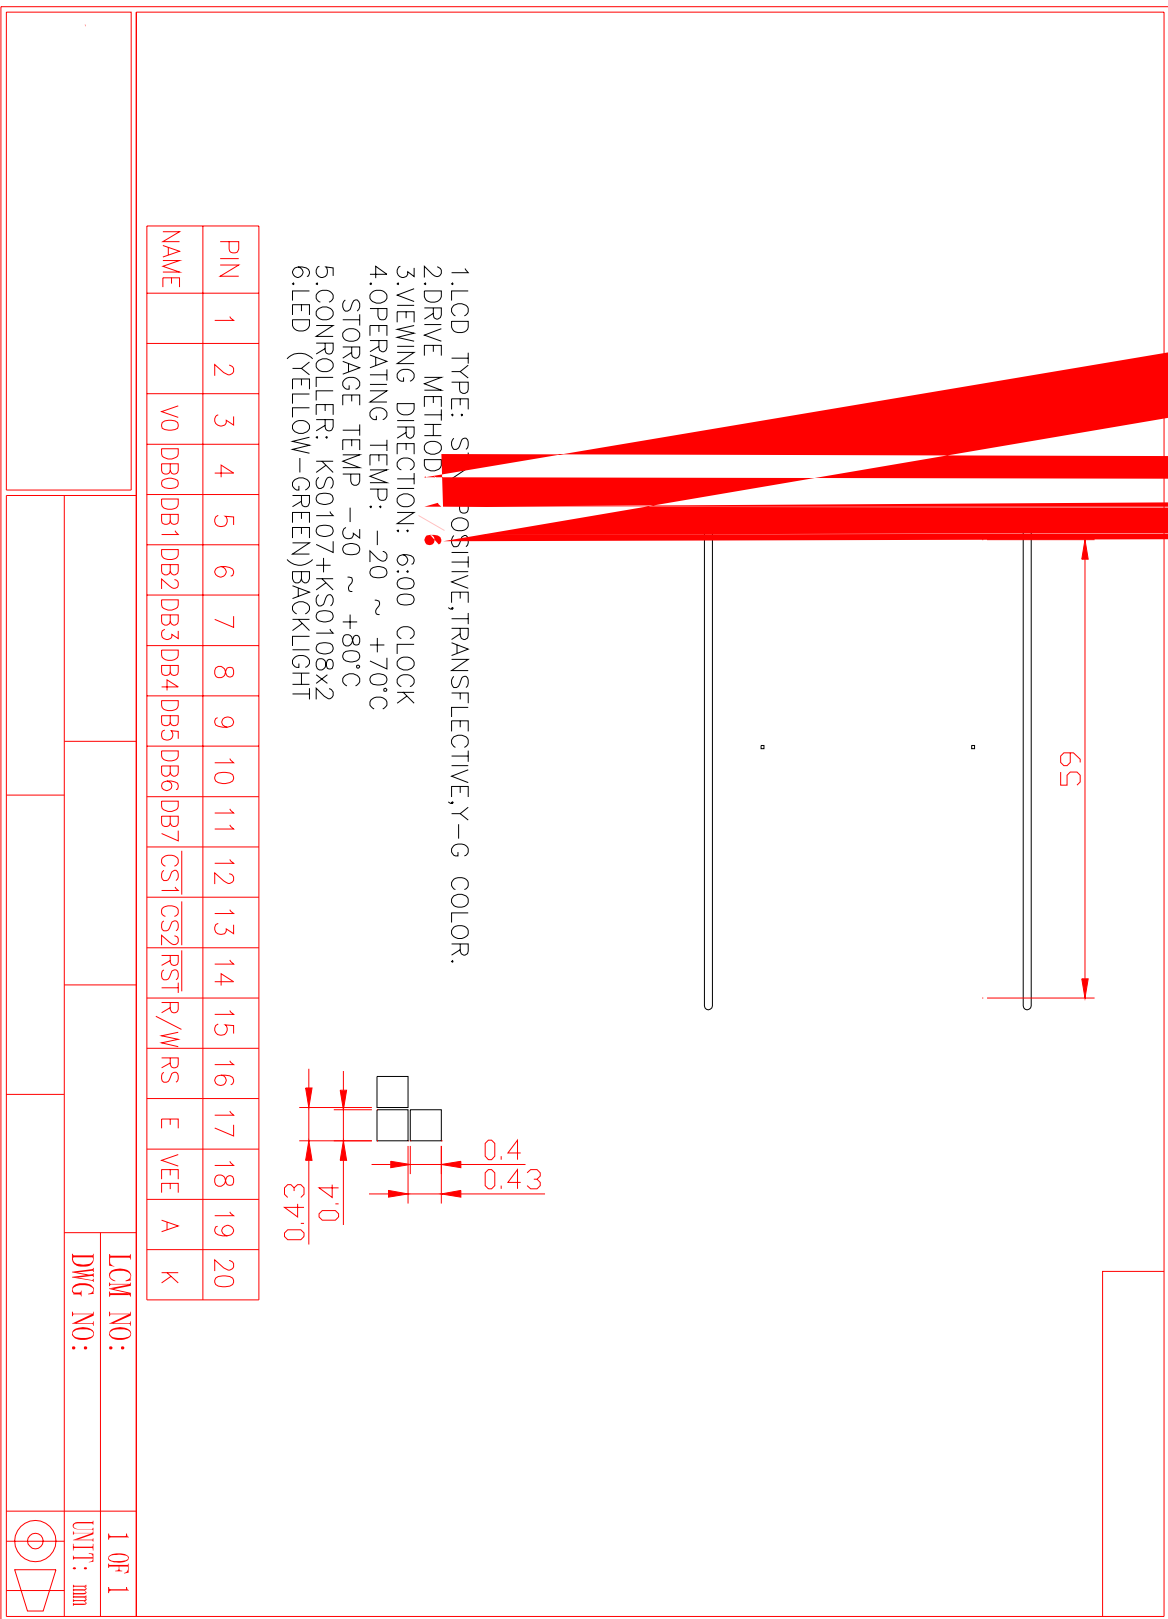 1.LCD TYPE: POSITIVE,TRANSFLECTIVE,Y-G COLOR.
2.DRIVE METHOD
3.VIEWING DIRECTION: 6:00 CLOCK
4.OPERATING TEMP: -20 ~ +70°C
STORAGE TEMP -30 ~ +80°C
5.CONROLLER: KS0107+KS0108x2
6.LED (YELLOW-GREEN)BACKLIGHT
59
0.4
0.43
0.4
0.43
PIN 1 2 3 4 5 6 7 8 9 10 11 12 13 14 15 16 17 18 19 20
NAME V0 DB0 DB1 DB2 DB3 DB4 DB5 DB6 DB7 CS1 CS2 RST R/W RS E VEE A K
LCM NO: 1 OF 1
DWG NO: UNIT: mm